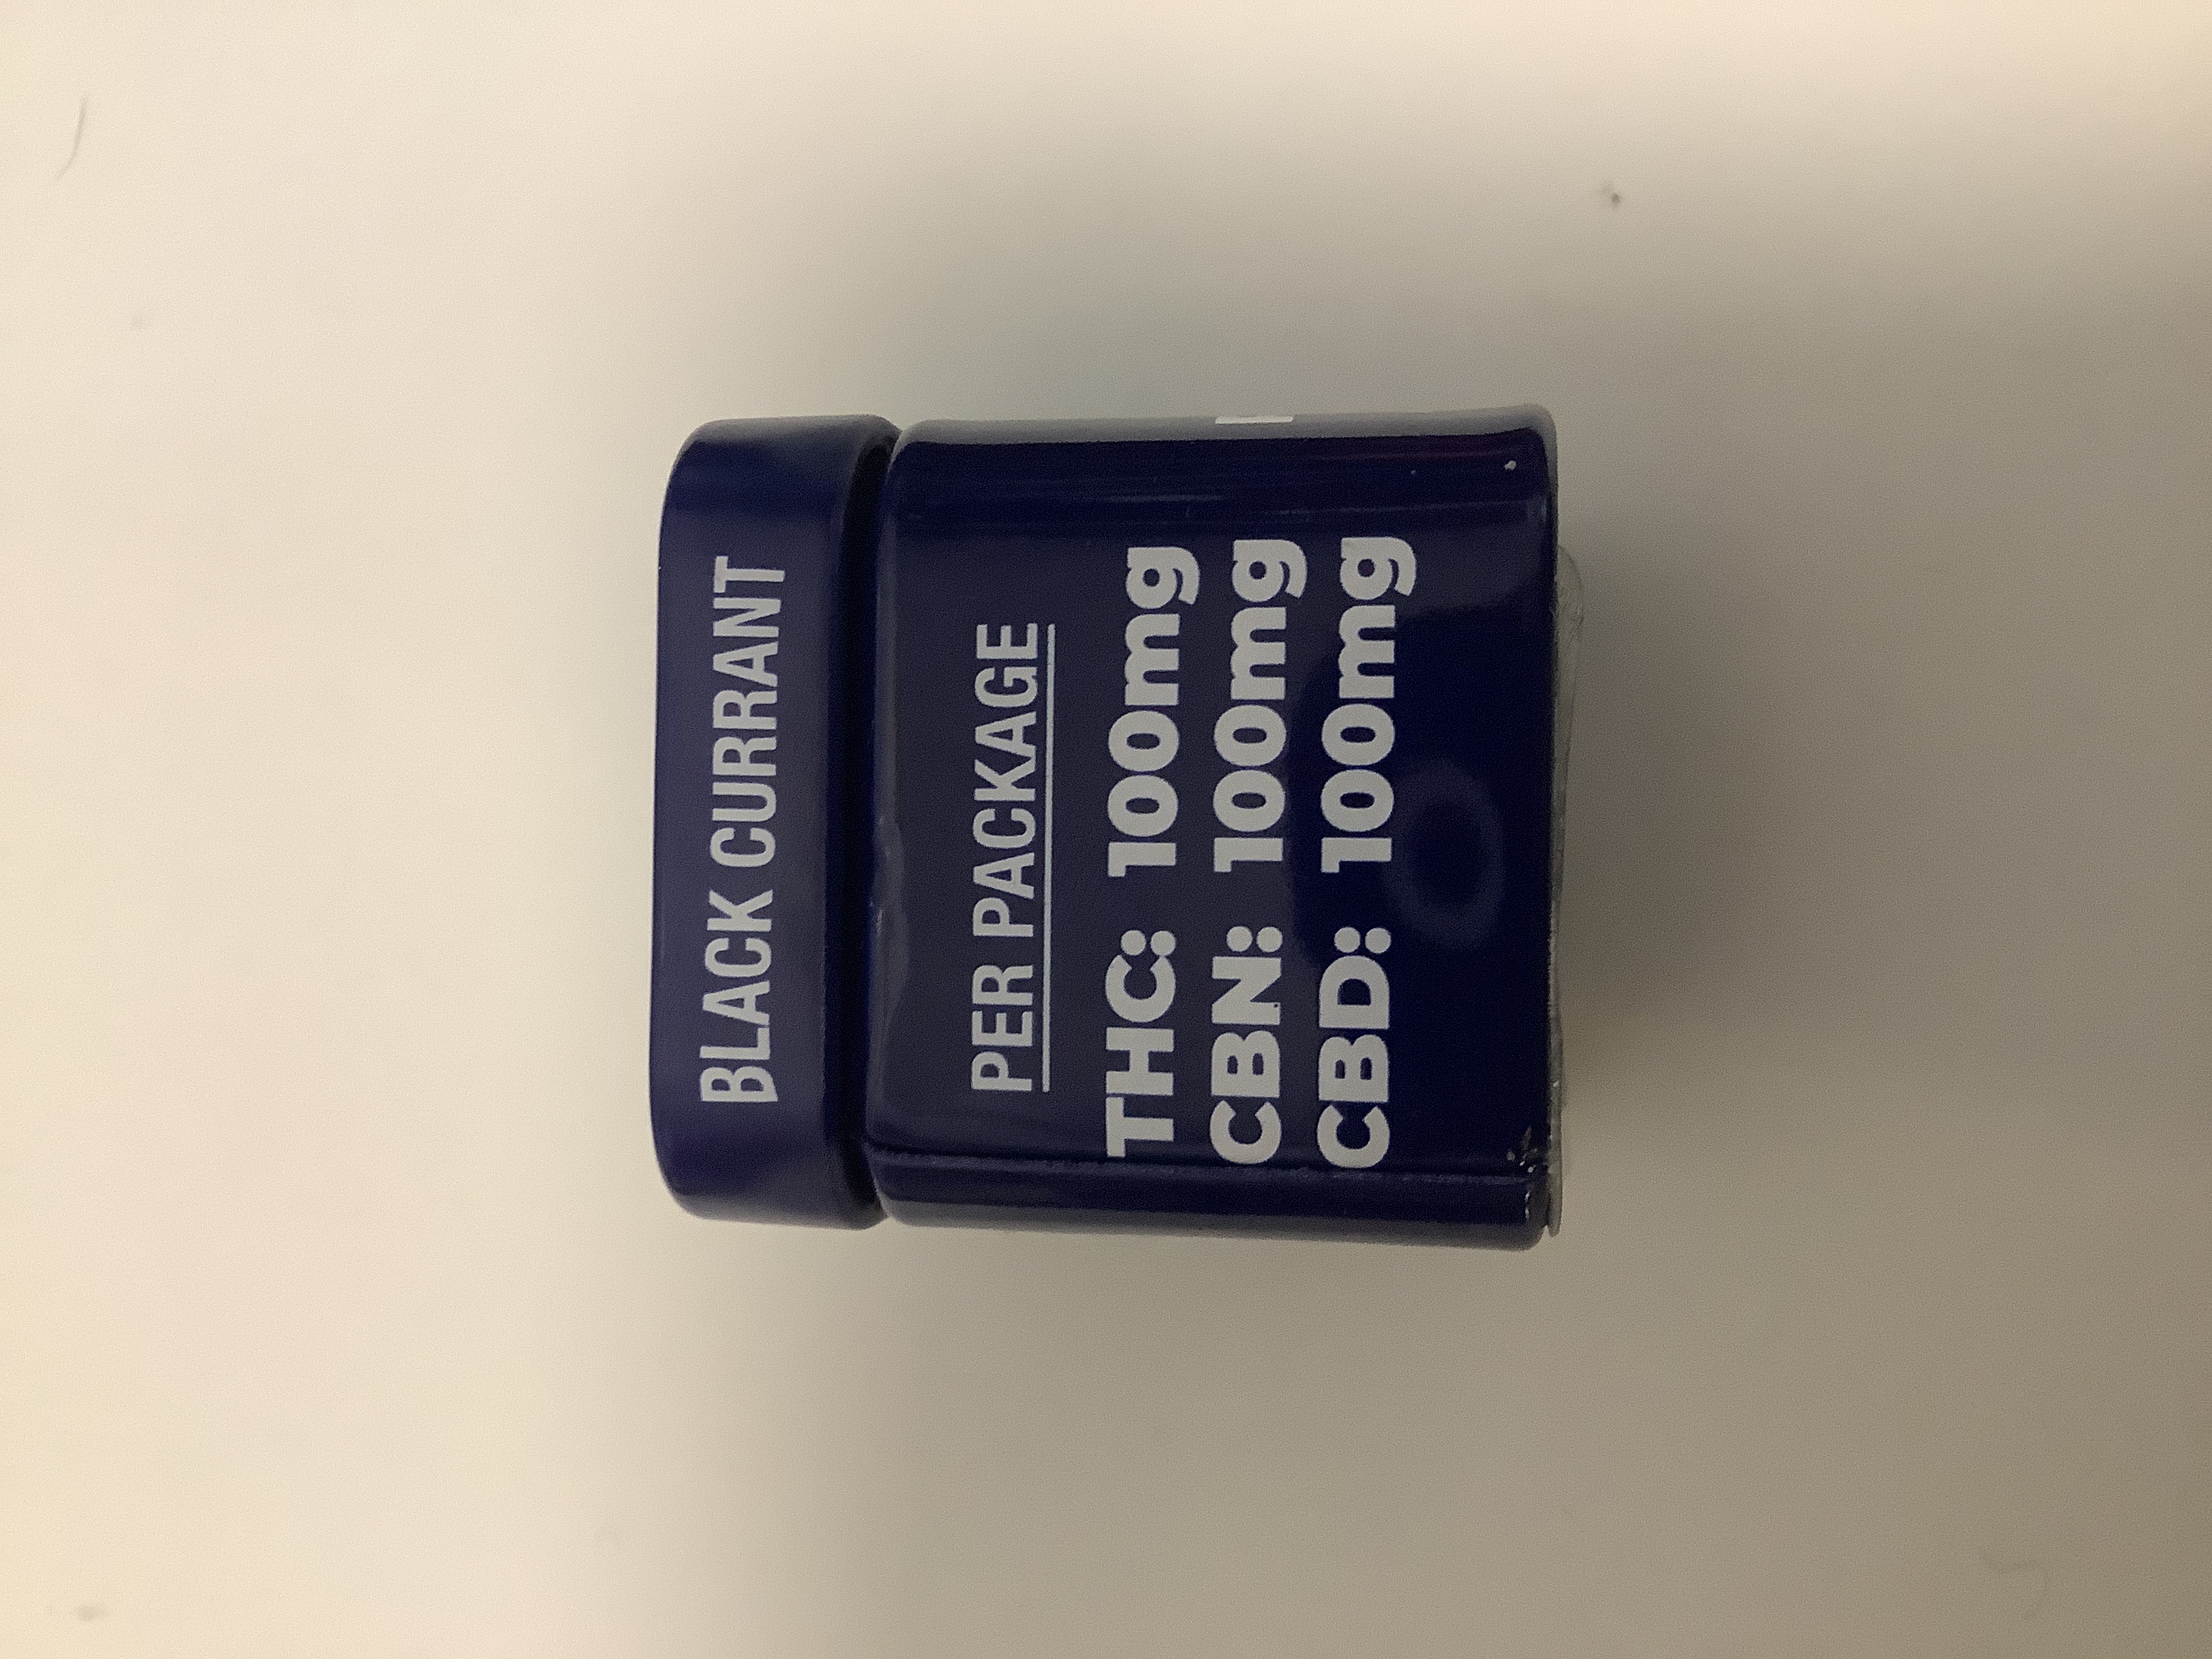 BLACK CURRANT
PER PACKAGE
THC: 100mg
CBN: 100mg
CBD: 100mg